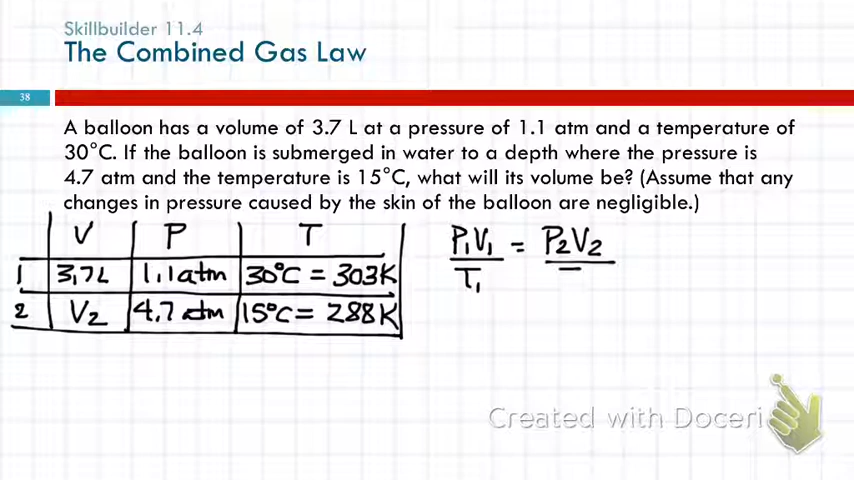 Skillbuilder 11.4
The Combined Gas Law
38
A balloon has a volume of 3.7 L at a pressure of 1.1 atm and a temperature of
30°C. If the balloon is submerged in water to a depth where the pressure is
4.7 atm and the temperature is 15°C, what will its volume be? (Assume that any
changes in pressure caused by the skin of the balloon are negligible.)
V P T
1 3.7L 1.1atm 30°C = 303K
2 V₂ 4.7 atm 15°C = 288K
P₁V₁ = P₂V₂
T₁
Created with Doceri